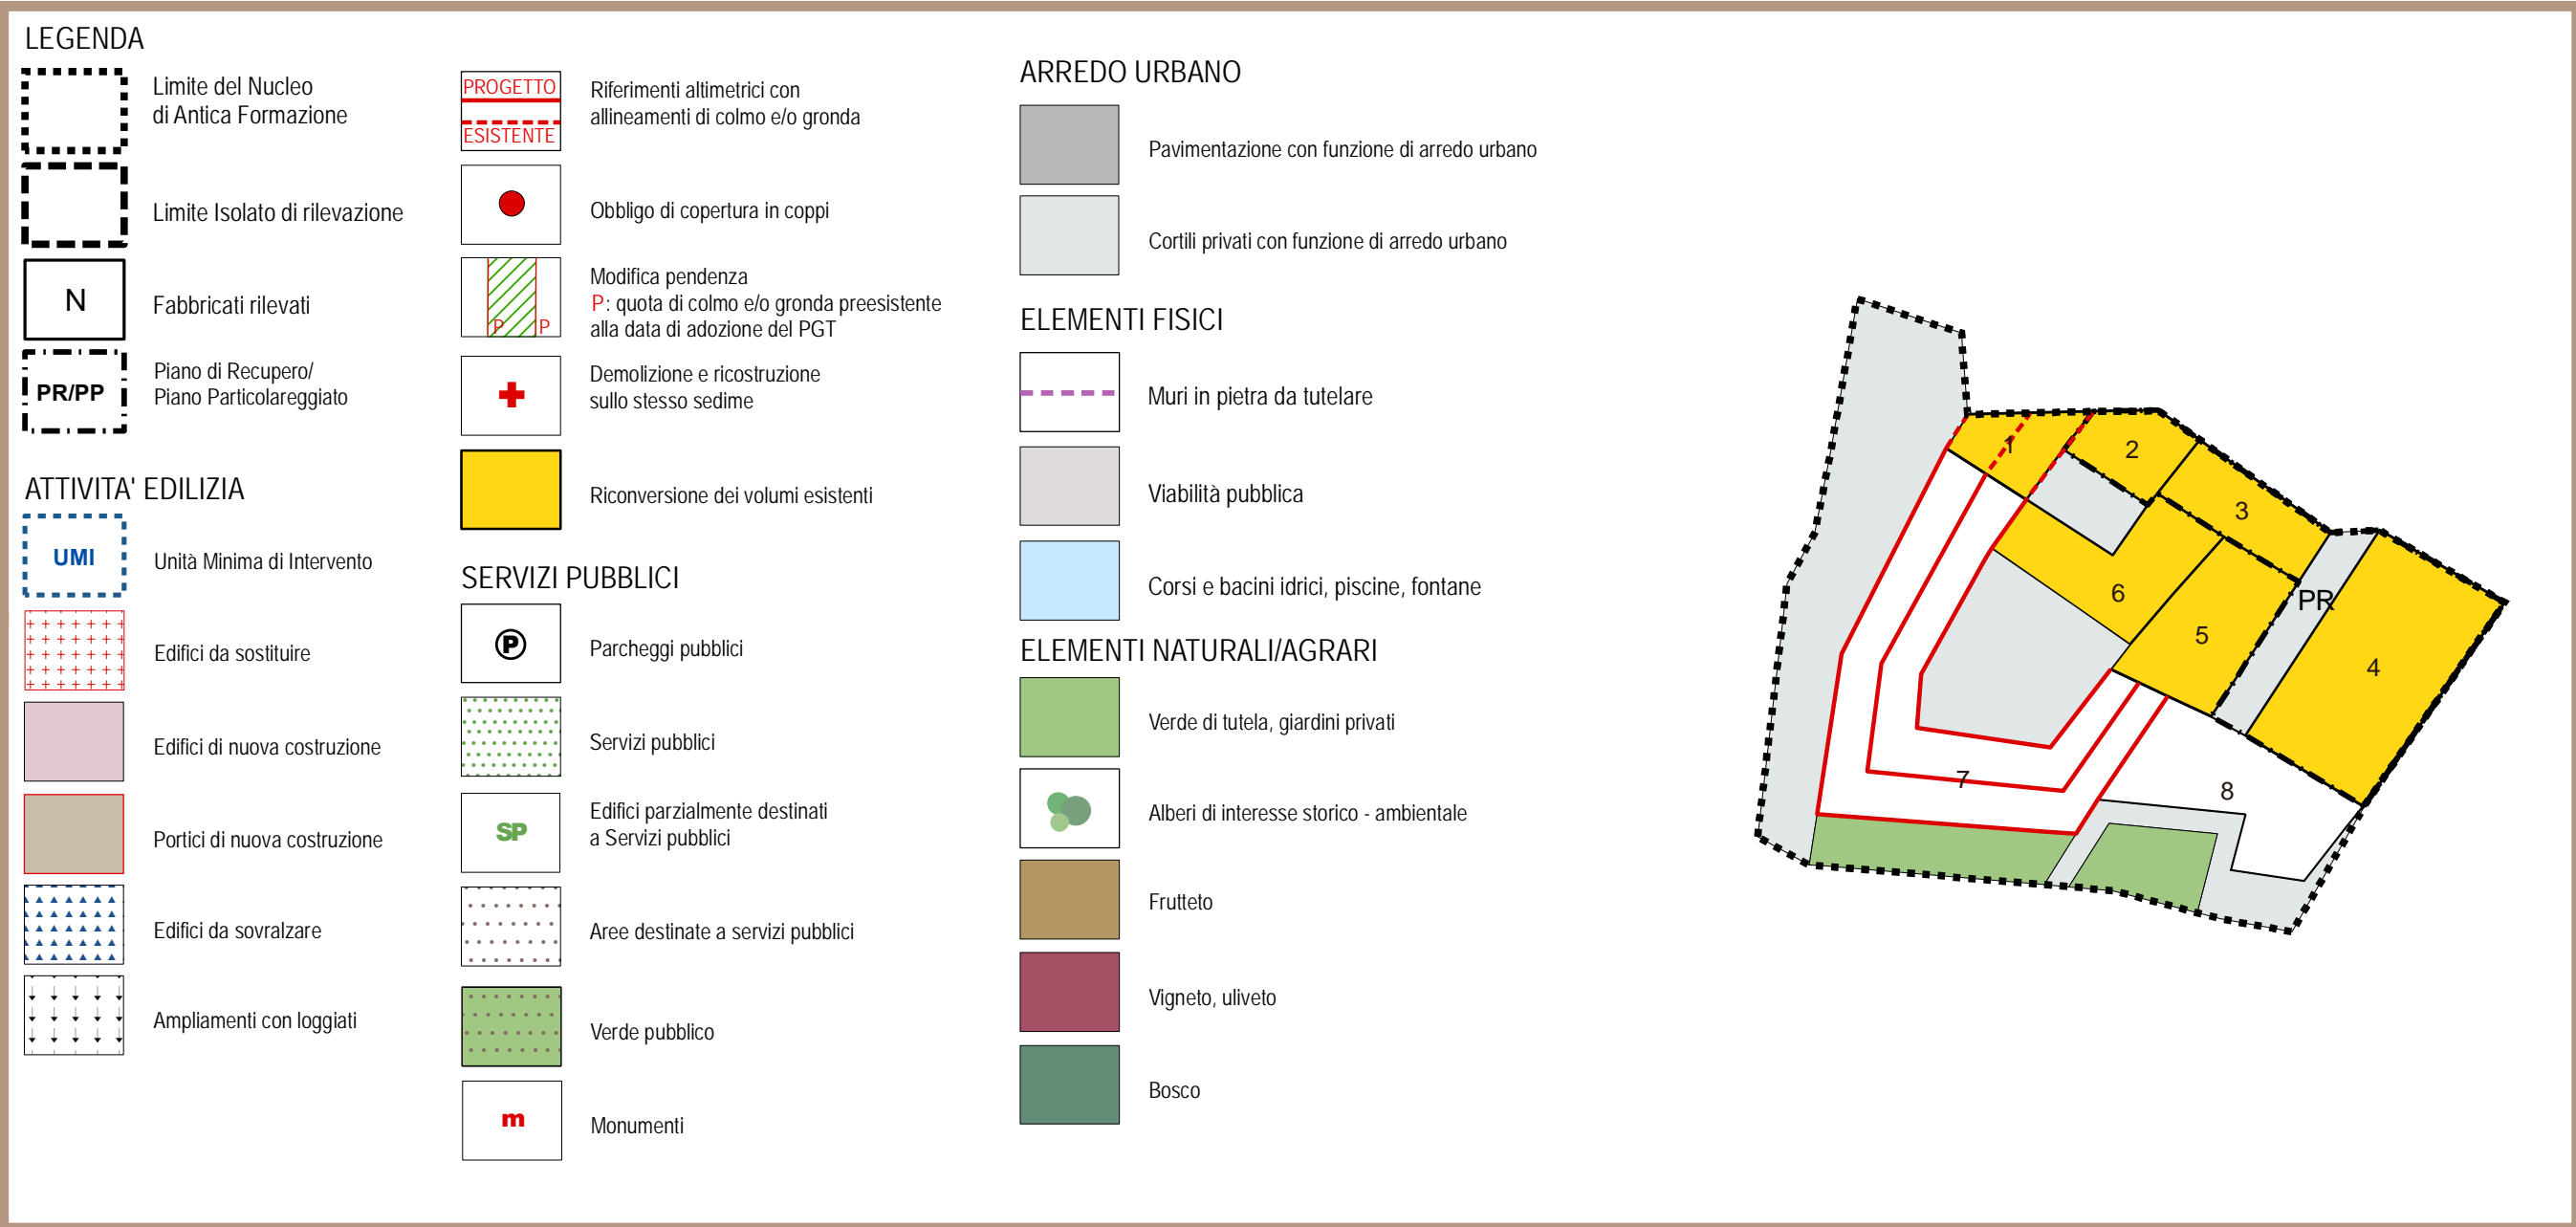 LEGENDA
Limite del Nucleo
di Antica Formazione
Limite Isolato di rilevazione
N
Fabbricati rilevati
PR/PP
Piano di Recupero/
Piano Particolareggiato
ATTIVITA' EDILIZIA
UMI
Unità Minima di Intervento
Edifici da sostituire
Edifici di nuova costruzione
Portici di nuova costruzione
Edifici da sovralzare
Ampliamenti con loggiati
PROGETTO
ESISTENTE
Riferimenti altimetrici con
allineamenti di colmo e/o gronda
Obbligo di copertura in coppi
P P
Modifica pendenza
P: quota di colmo e/o gronda preesistente
alla data di adozione del PGT
Demolizione e ricostruzione
sullo stesso sedime
Riconversione dei volumi esistenti
SERVIZI PUBBLICI
P
Parcheggi pubblici
Servizi pubblici
SP
Edifici parzialmente destinati
a Servizi pubblici
Aree destinate a servizi pubblici
Verde pubblico
m
Monumenti
ARREDO URBANO
Pavimentazione con funzione di arredo urbano
Cortili privati con funzione di arredo urbano
ELEMENTI FISICI
Muri in pietra da tutelare
Viabilità pubblica
Corsi e bacini idrici, piscine, fontane
ELEMENTI NATURALI/AGRARI
Verde di tutela, giardini privati
Alberi di interesse storico - ambientale
Frutteto
Vigneto, uliveto
Bosco
1
2
3
6
PR
5
4
7
8